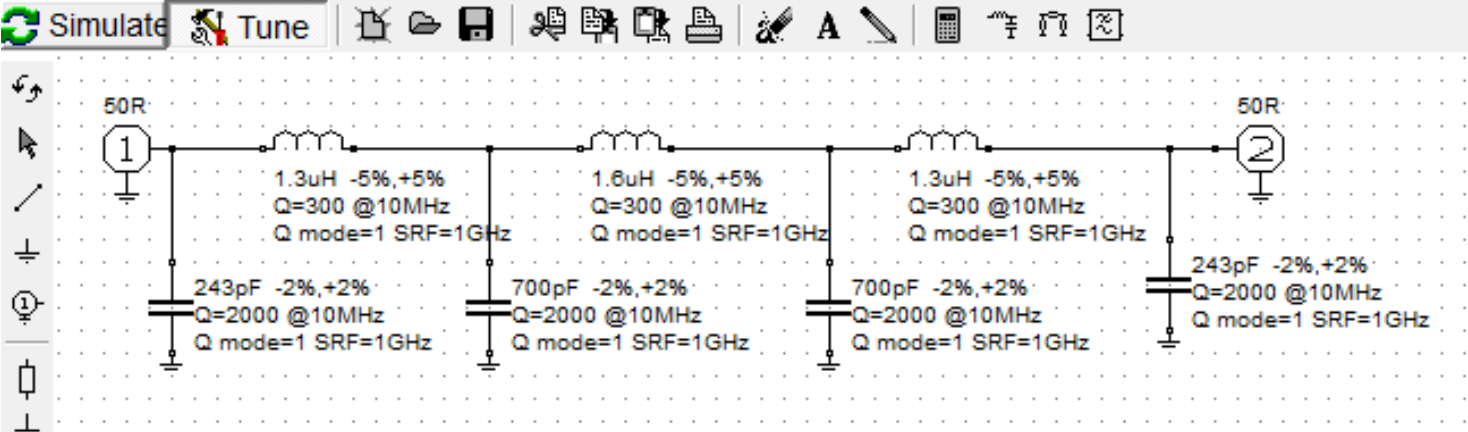 Simulate Tune
50R
50R
1
2
1.3uH -5%,+5%
Q=300 @10MHz
Q mode=1 SRF=1GHz
1.6uH -5%,+5%
Q=300 @10MHz
Q mode=1 SRF=1GHz
1.3uH -5%,+5%
Q=300 @10MHz
Q mode=1 SRF=1GHz
243pF -2%,+2%
Q=2000 @10MHz
Q mode=1 SRF=1GHz
700pF -2%,+2%
Q=2000 @10MHz
Q mode=1 SRF=1GHz
700pF -2%,+2%
Q=2000 @10MHz
Q mode=1 SRF=1GHz
243pF -2%,+2%
Q=2000 @10MHz
Q mode=1 SRF=1GHz
A
1